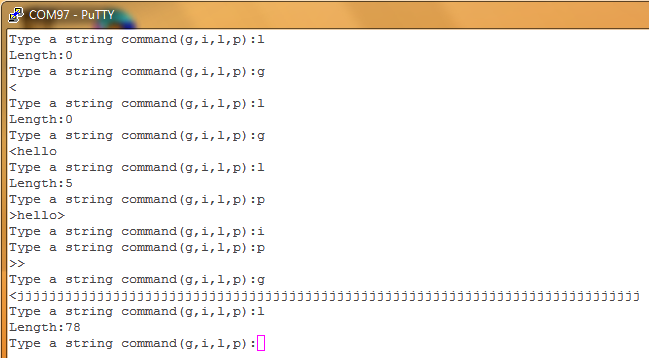 COM97 - PuTTY
Type a string command(g,i,l,p):l
Length:0
Type a string command(g,i,l,p):g
<
Type a string command(g,i,l,p):l
Length:0
Type a string command(g,i,l,p):g
<hello
Type a string command(g,i,l,p):l
Length:5
Type a string command(g,i,l,p):p
>hello>
Type a string command(g,i,l,p):i
Type a string command(g,i,l,p):p
>>
Type a string command(g,i,l,p):g
<jjjjjjjjjjjjjjjjjjjjjjjjjjjjjjjjjjjjjjjjjjjjjjjjjjjjjjjjjjjjjjjjjjjjjjjjjjjjjj
Type a string command(g,i,l,p):l
Length:78
Type a string command(g,i,l,p):